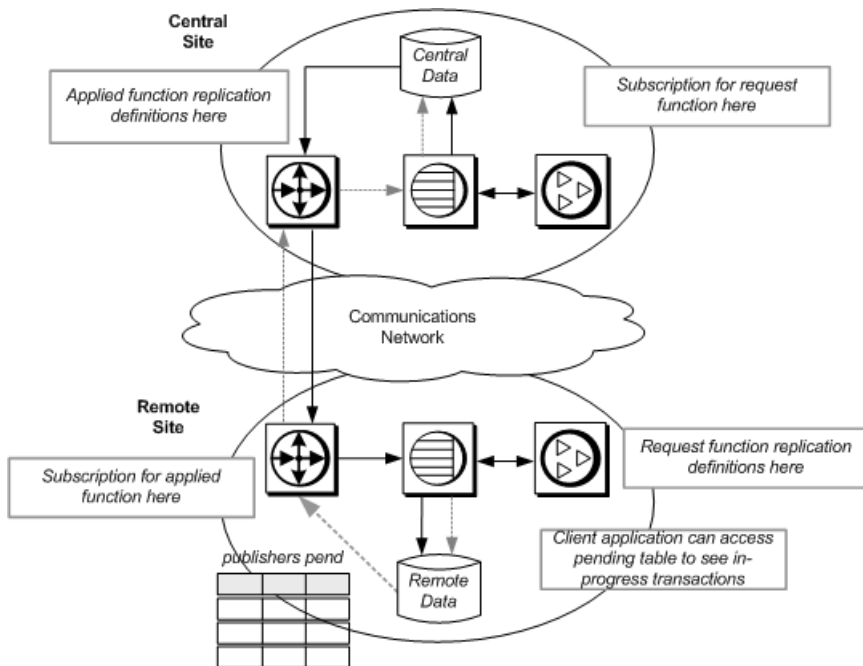 Central
Site
Central
Data
Applied function replication
definitions here
Subscription for request
function here
Communications
Network
Remote
Site
Subscription for applied
function here
Request function replication
definitions here
Client application can access
pending table to see in-
progress transactions
publishers pend
Remote
Data